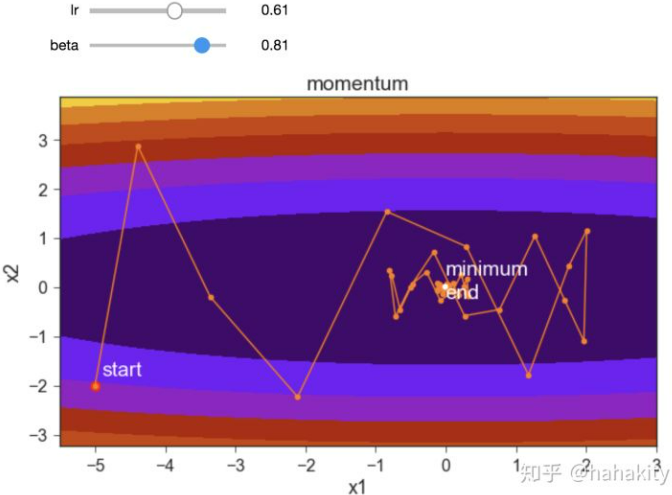 lr 0.61
beta 0.81
momentum
3
2
1
0
−1
−2
−3
x2
start
minimum
end
−5 −4 −3 −2 −1 0 1 2 3
x1
知乎 @hahakity